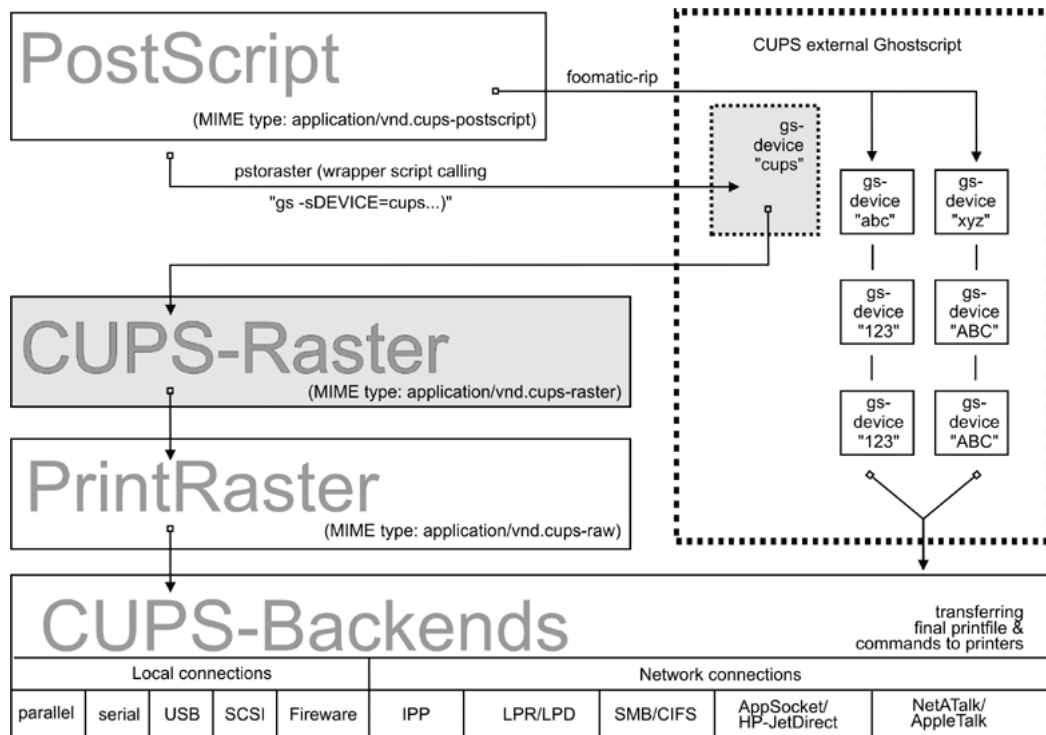 PostScript
(MIME type: application/vnd.cups-postscript)
foomatic-rip
CUPS external Ghostscript
pstoraster (wrapper script calling
"gs -sDEVICE=cups...)"
gs-
device
"cups"
gs-
device
"abc"
gs-
device
"xyz"
gs-
device
"123"
gs-
device
"ABC"
gs-
device
"123"
gs-
device
"ABC"
CUPS-Raster
(MIME type: application/vnd.cups-raster)
PrintRaster
(MIME type: application/vnd.cups-raw)
CUPS-Backends
transferring
final printfile &
commands to printers
Local connections
Network connections
parallel
serial
USB
SCSI
Fireware
IPP
LPR/LPD
SMB/CIFS
AppSocket/
HP-JetDirect
NetATalk/
AppleTalk